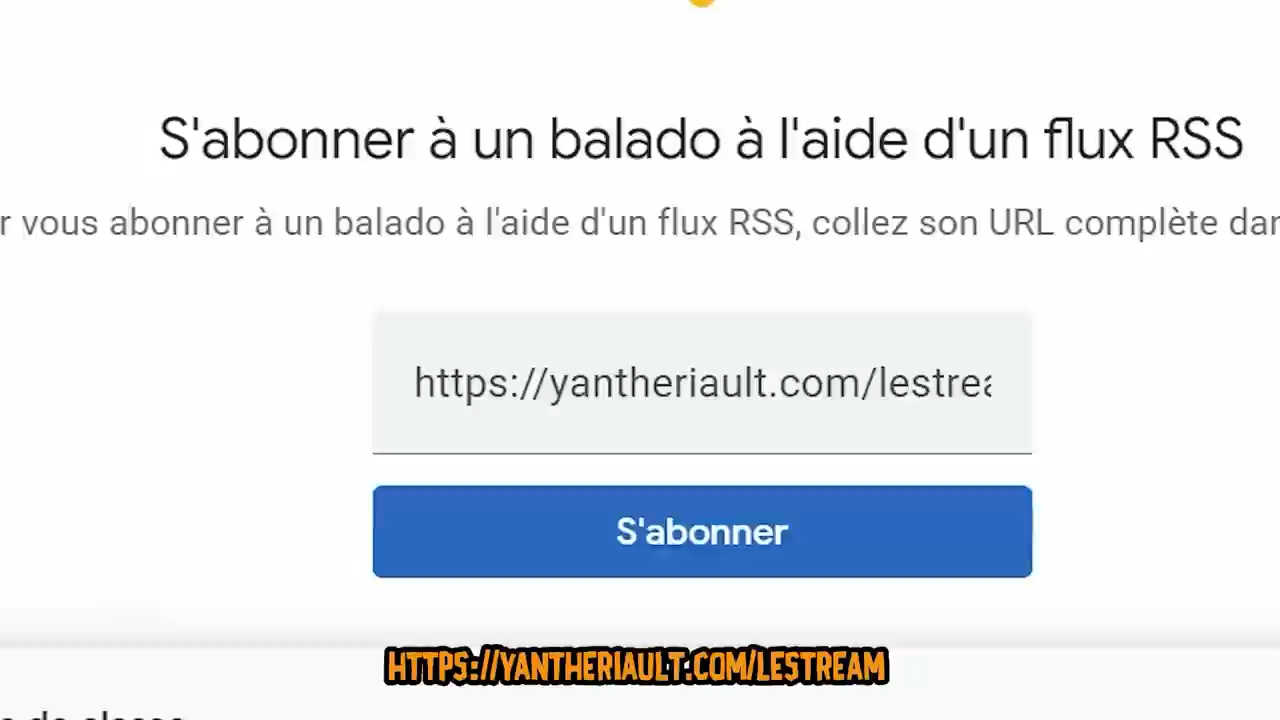 S'abonner à un balado à l'aide d'un flux RSS
vous abonner à un balado à l'aide d'un flux RSS, collez son URL complète
https://yantheriault.com/lestrea
S'abonner
HTTPS://YANTHERIAULT.COM/LESTREAM